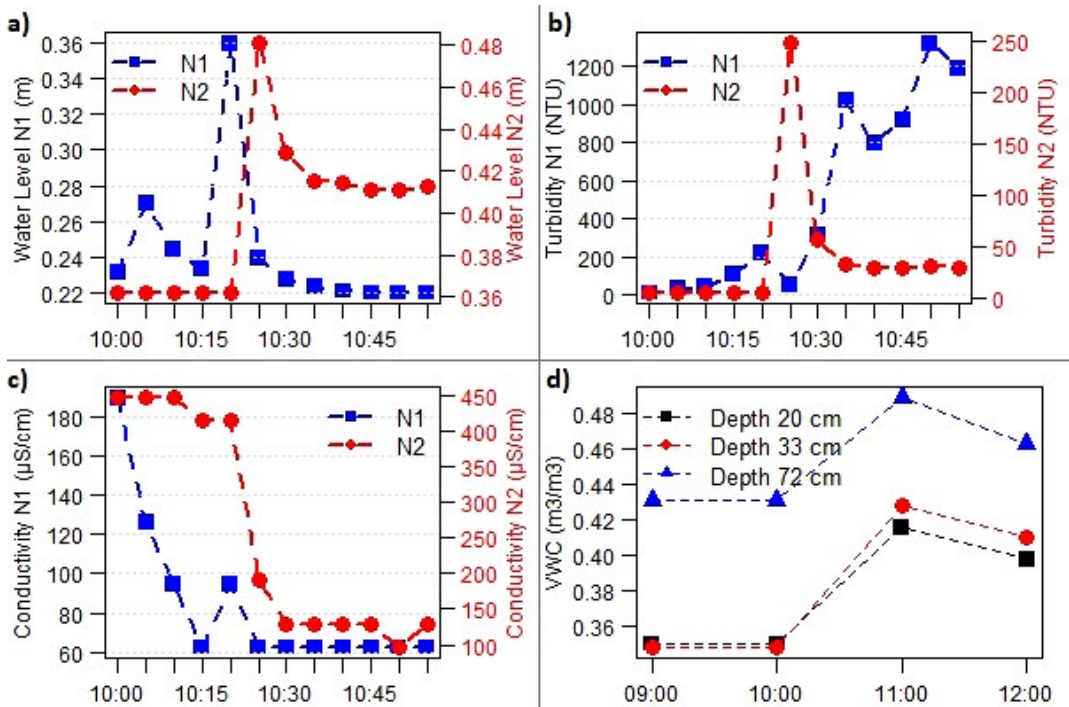 a)
Water Level N1 (m)
0.36
0.34
0.32
0.30
0.28
0.26
0.24
0.22
N1
N2
0.48
0.46
0.44
0.42
0.40
0.38
0.36
Water Level N2 (m)
10:00 10:15 10:30 10:45
b)
Turbidity N1 (NTU)
1200
1000
800
600
400
200
0
N1
N2
250
200
150
100
50
0
Turbidity N2 (NTU)
10:00 10:15 10:30 10:45
c)
Conductivity N1 (µS/cm)
180
160
140
120
100
80
60
N1
N2
450
400
350
300
250
200
150
100
Conductivity N2 (µS/cm)
10:00 10:15 10:30 10:45
d)
VWC (m3/m3)
0.48
0.46
0.44
0.42
0.40
0.38
0.36
Depth 20 cm
Depth 33 cm
Depth 72 cm
09:00 10:00 11:00 12:00